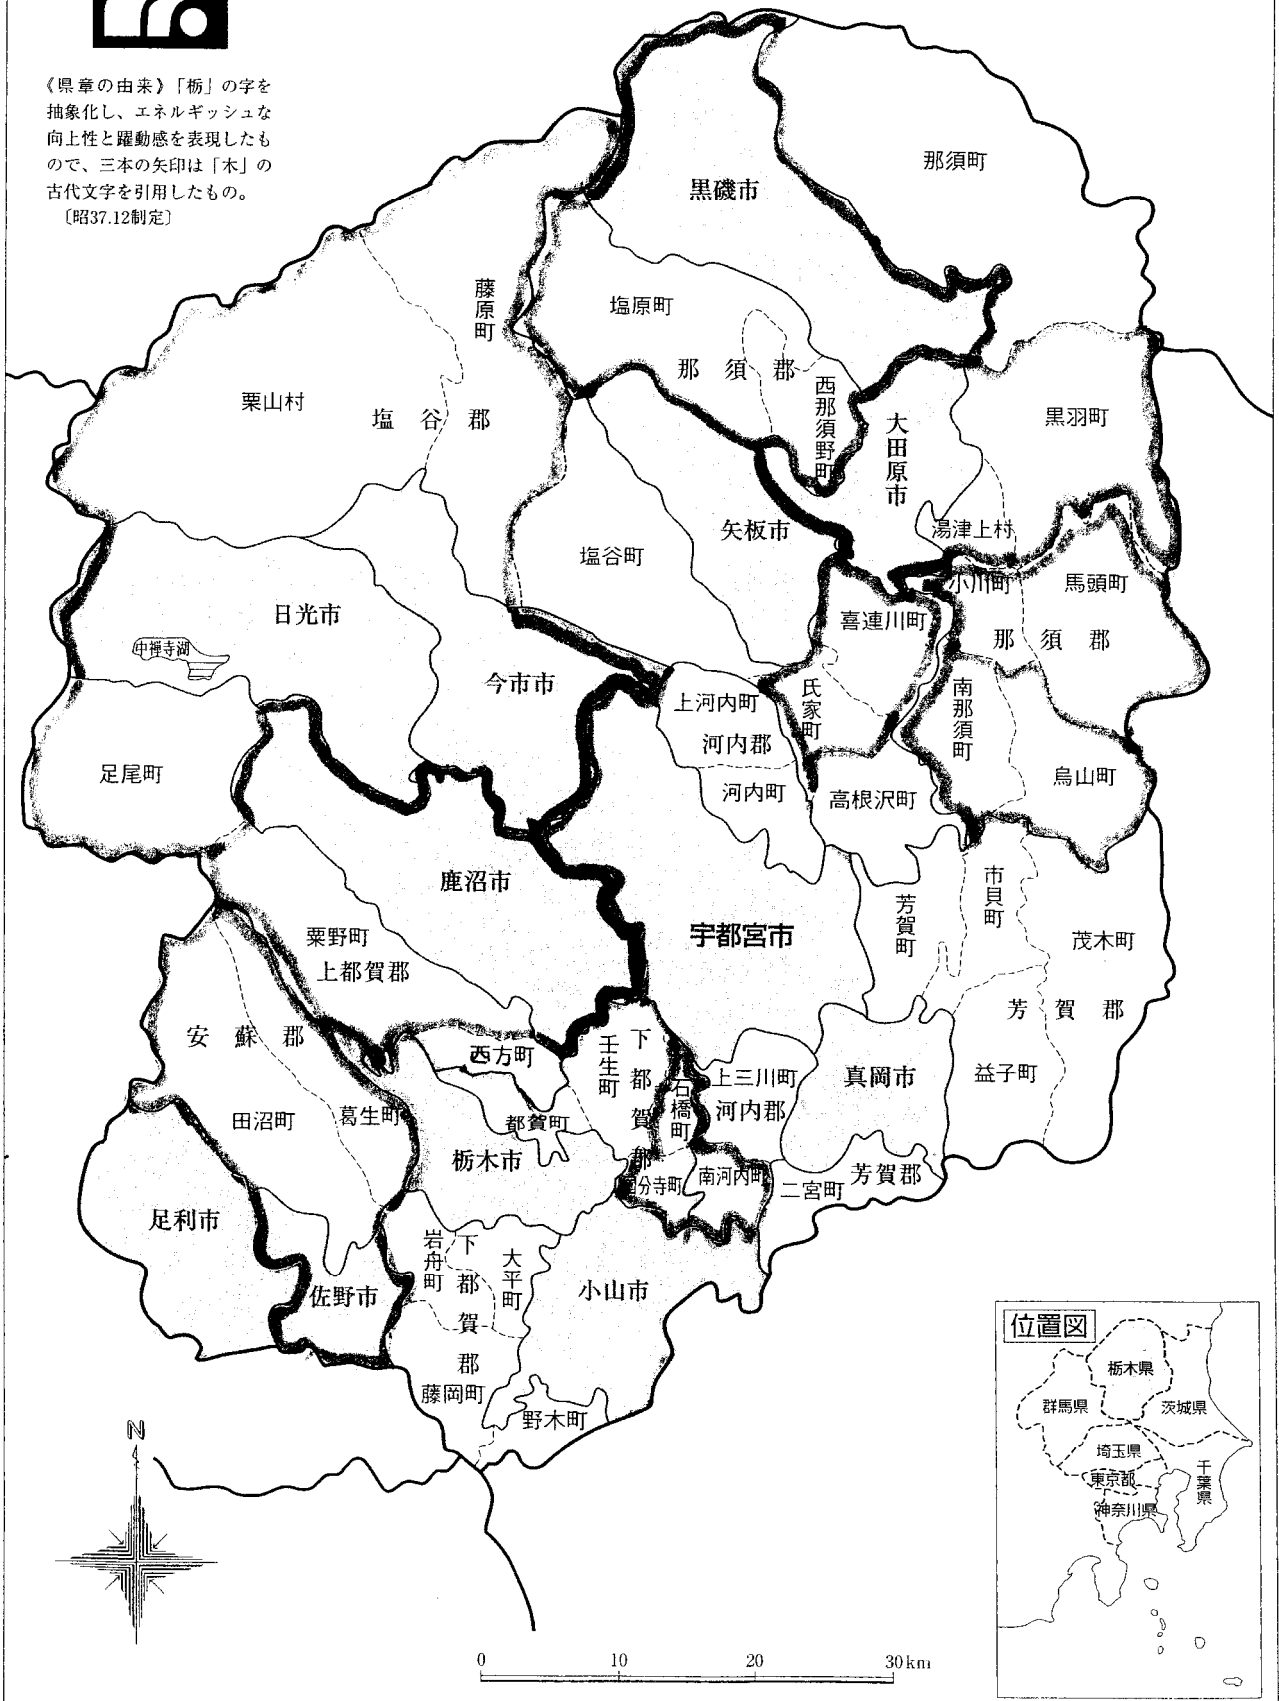 《県章の由来》「栃」の字を
抽象化し、エネルギッシュな
向上性と躍動感を表現したも
ので、三本の矢印は「木」の
古代文字を引用したもの。
〔昭37.12制定〕
那須町
黒磯市
藤原町
塩原町
那須郡
西那須野町
栗山村
塩谷郡
大田原市
黒羽町
矢板市
湯津上村
塩谷町
小川町
馬頭町
日光市
喜連川町
那須郡
中禅寺湖
今市市
上河内町
氏家町
南那須町
河内郡
足尾町
河内町
高根沢町
烏山町
鹿沼市
市貝町
芳賀町
粟野町
宇都宮市
茂木町
上都賀郡
芳賀郡
安蘇郡
西方町
壬生町
下都賀郡
石橋町
上三川町
真岡市
益子町
河内郡
田沼町
葛生町
都賀町
栃木市
国分寺町
南河内町
二宮町
芳賀郡
足利市
岩舟町
下都賀郡
大平町
佐野市
小山市
藤岡町
野木町
位置図
栃木県
群馬県
茨城県
埼玉県
東京都
千葉県
神奈川県
N
0 10 20 30km